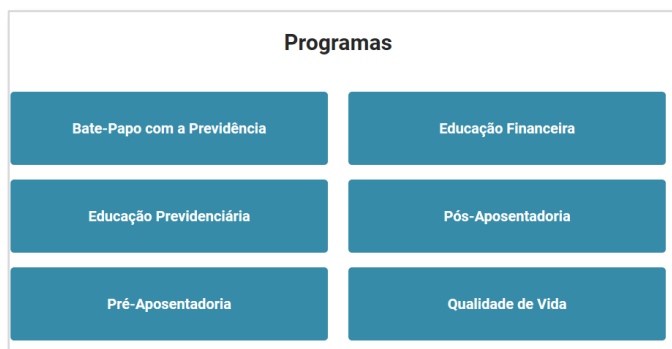 Programas
Bate-Papo com a Previdência
Educação Financeira
Educação Previdenciária
Pós-Aposentadoria
Pré-Aposentadoria
Qualidade de Vida